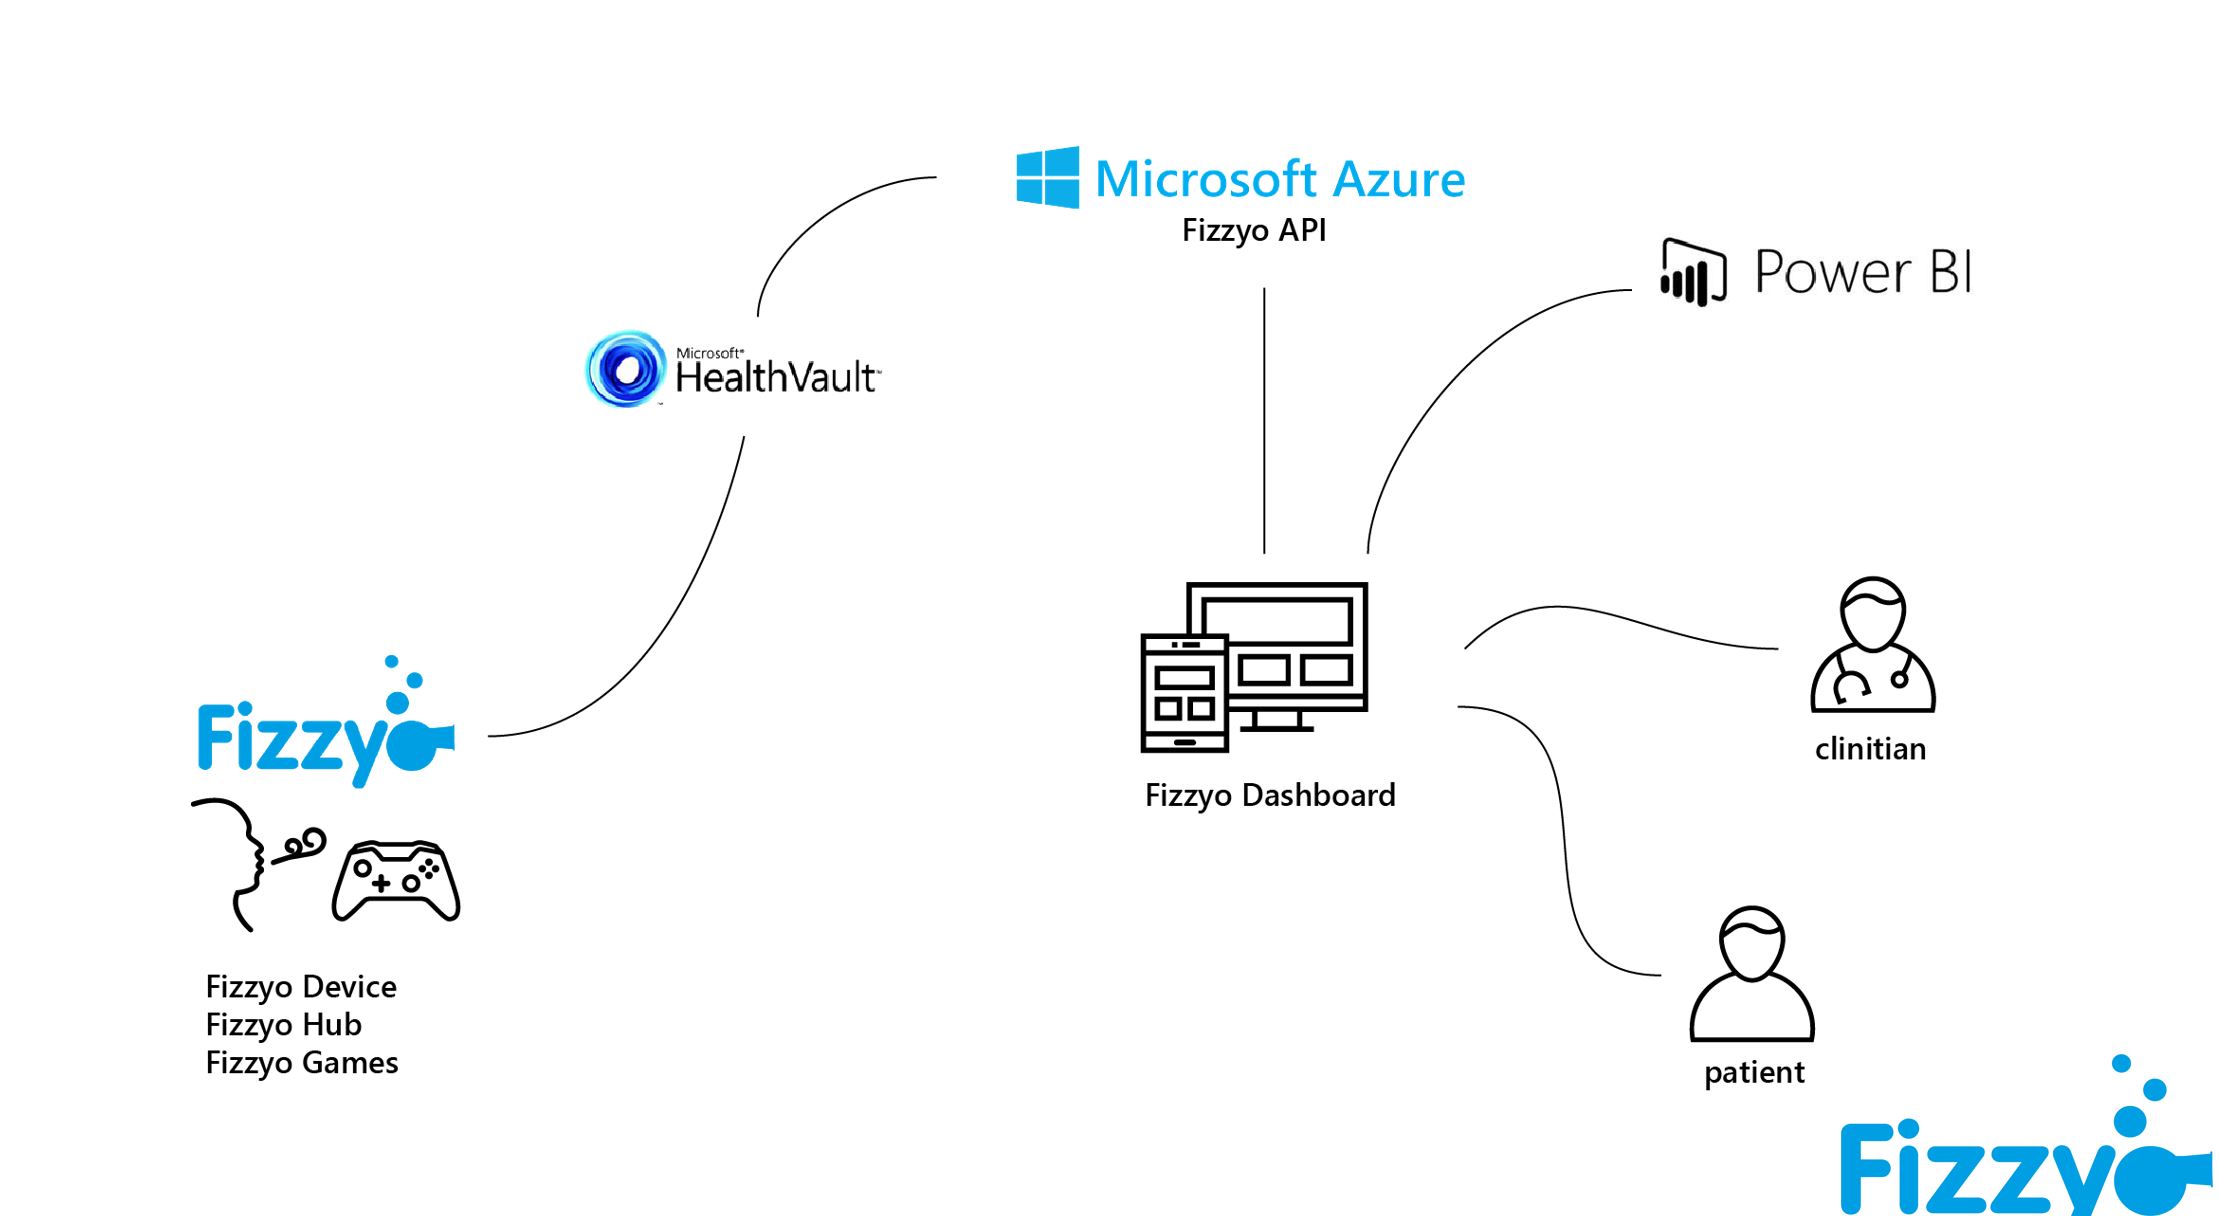 Microsoft Azure
Fizzyo API
Power BI
Microsoft®
HealthVault™
Fizzyo
Fizzyo Device
Fizzyo Hub
Fizzyo Games
Fizzyo Dashboard
clinitian
patient
Fizzyo